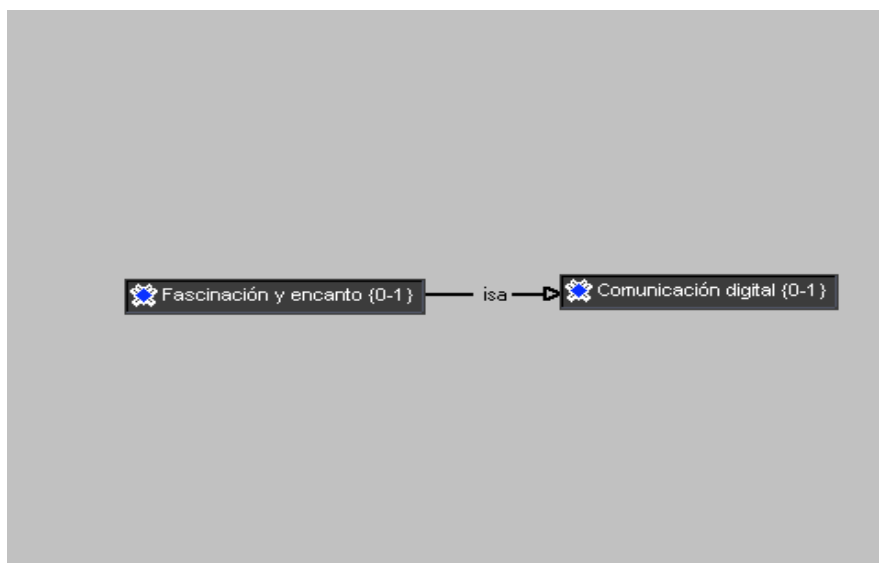 Fascinación y encanto {0-1}
isa
Comunicación digital {0-1}